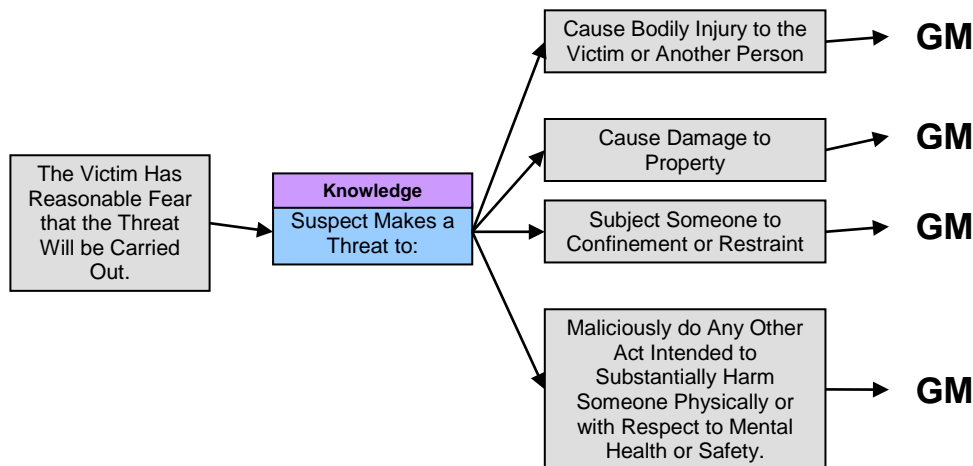 The Victim Has
Reasonable Fear
that the Threat
Will be Carried
Out.
Knowledge
Suspect Makes a
Threat to:
Cause Bodily Injury to the
Victim or Another Person
GM
Cause Damage to
Property
GM
Subject Someone to
Confinement or Restraint
GM
Maliciously do Any Other
Act Intended to
Substantially Harm
Someone Physically or
with Respect to Mental
Health or Safety.
GM